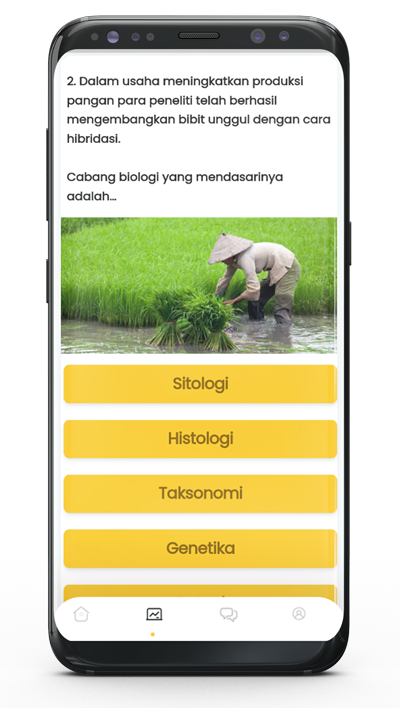 2. Dalam usaha meningkatkan produksi
pangan para peneliti telah berhasil
mengembangkan bibit unggul dengan cara
hibridasi.
Cabang biologi yang mendasarinya
adalah...
Sitologi
Histologi
Taksonomi
Genetika